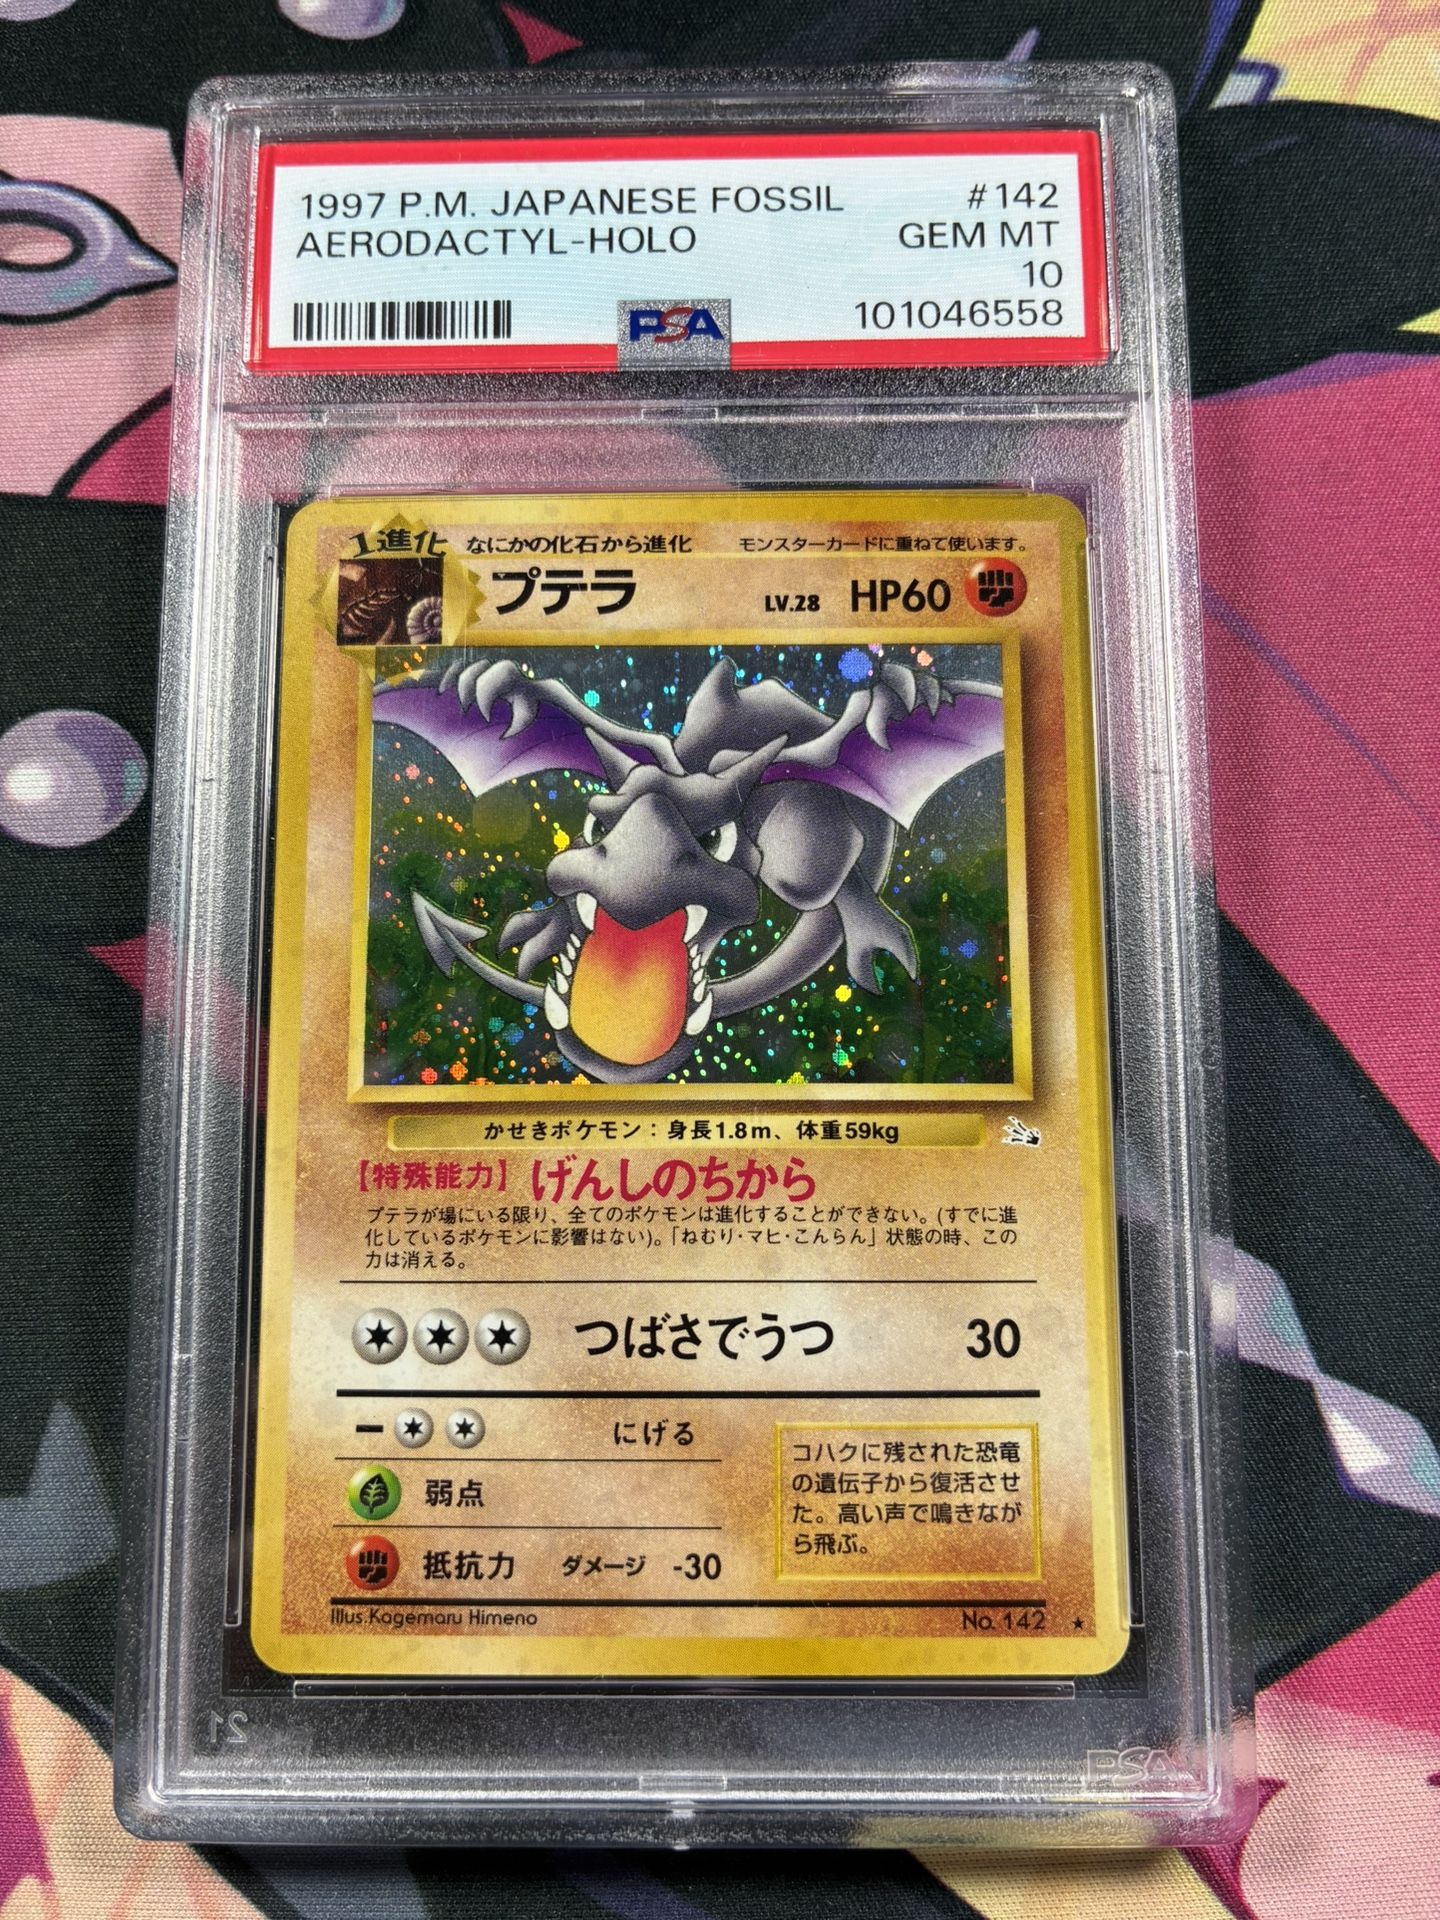 1997 P.M. JAPANESE FOSSIL #142
AERODACTYL-HOLO GEM MT
10
PSA 101046558
1進化 なにかの化石から進化 モンスターカードに重ねて使います。
プテラ LV.28 HP60
かせきポケモン：身長1.8m、体重59kg
【特殊能力】げんしのちから
プテラが場にいる限り、全てのポケモンは進化することができない。(すでに進
化しているポケモンに影響はない)。「ねむり・マヒ・こんらん」状態の時、この
力は消える。
つばさでうつ 30
− にげる
弱点
抵抗力 ダメージ -30
コハクに残された恐竜
の遺伝子から復活させ
た。高い声で鳴きなが
ら飛ぶ。
Illus.Kagemaru Himeno No.142 ★
21
PSA